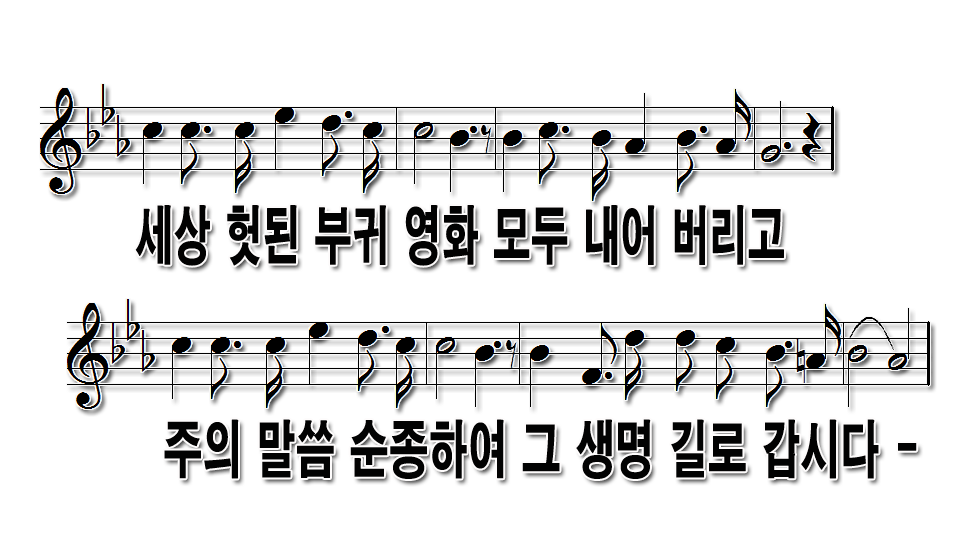 세상 헛된 부귀 영화 모두 내어 버리고
주의 말씀 순종하여 그 생명 길로 갑시다 -